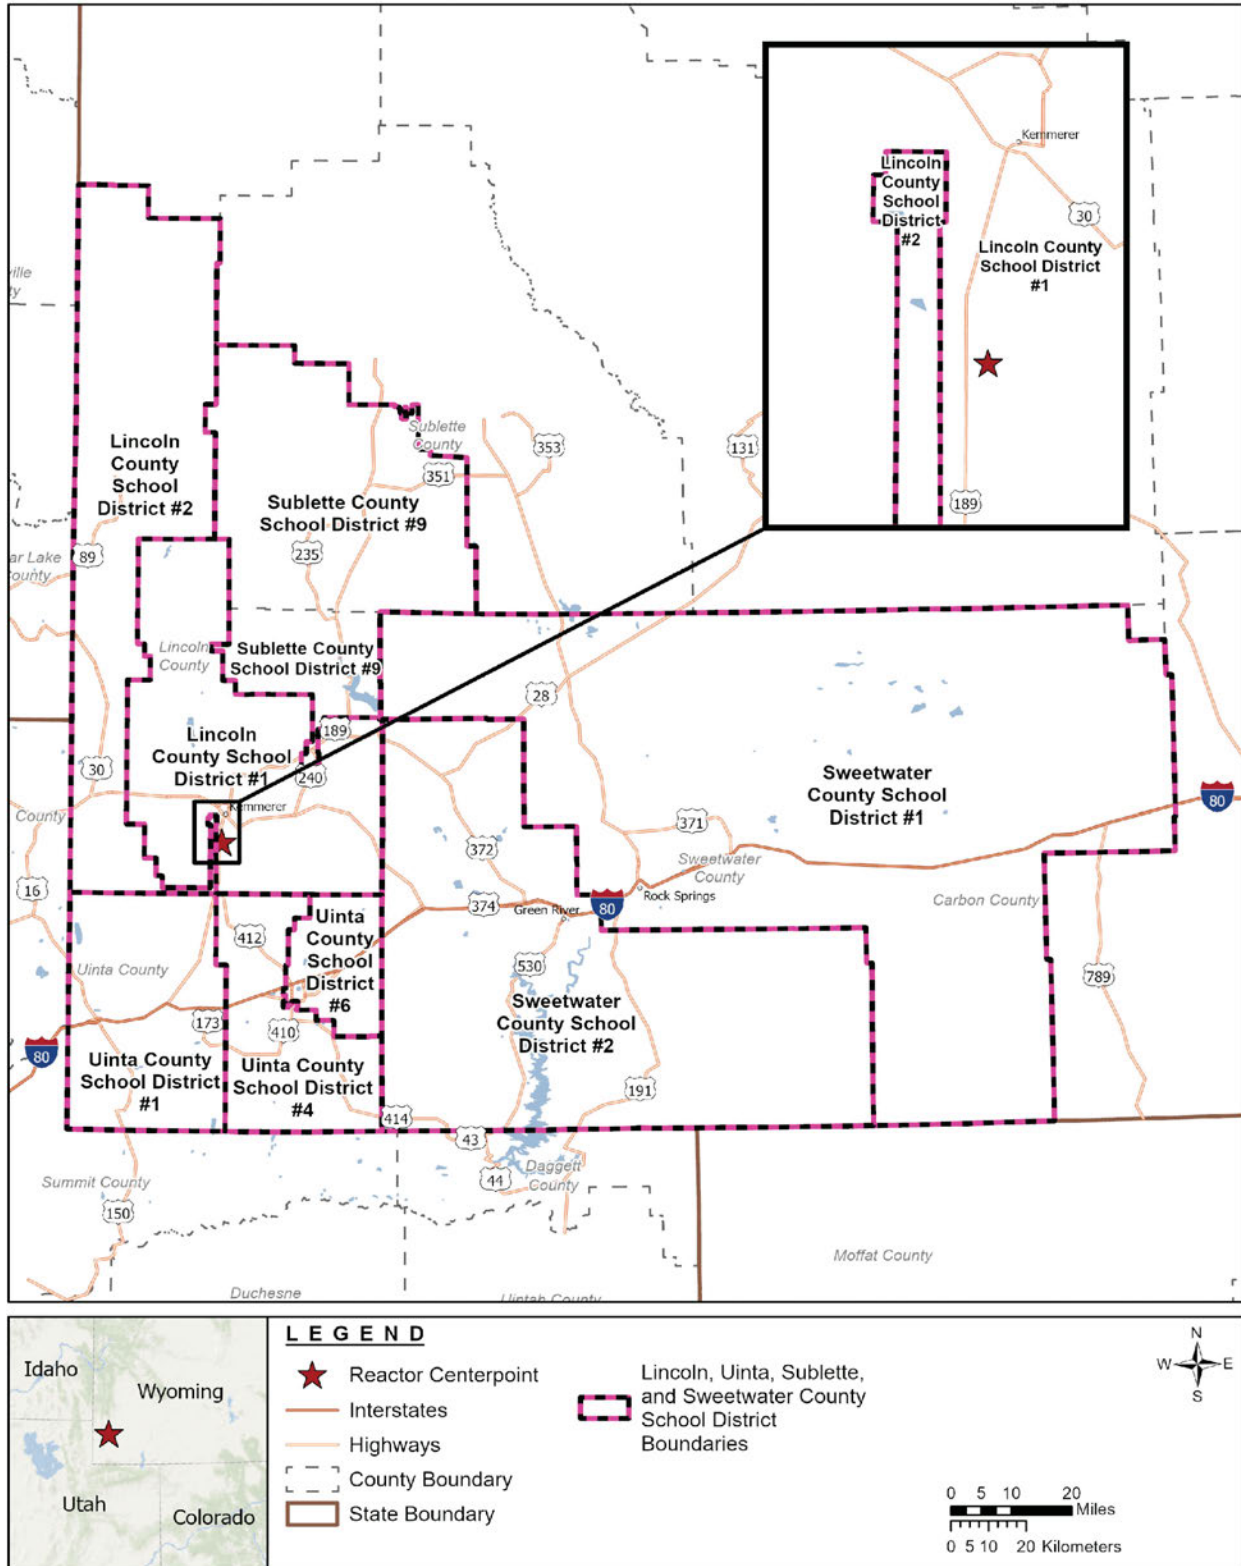 Kemmerer
Lincoln
County
School
District
#2
30
Lincoln County
School District
#1
189
ville
Sublette
County
353
131
351
Lincoln
County
School
District #2
Sublette County
School District #9
235
89
ar Lake
County
Lincoln
County
Sublette County
School District #9
28
189
Lincoln
County School
District #1
240
30
Kemmerer
Sweetwater
County School
District #1
80
County
371
372
Sweetwater
County
16
374
Green River
80
Rock Springs
Carbon County
Uinta
County
School
District
#6
412
Uinta County
530
789
Sweetwater
County School
District #2
173
410
80
Uinta County
School District
#1
Uinta County
School District
#4
191
414
43
44
Daggett
County
Summit County
150
Moffat County
Duchesne
Uintah County
LEGEND
Reactor Centerpoint
Interstates
Highways
County Boundary
State Boundary
Lincoln, Uinta, Sublette,
and Sweetwater County
School District
Boundaries
N
W E
S
Idaho
Wyoming
Utah
Colorado
0 5 10 20
Miles
0 5 10 20 Kilometers